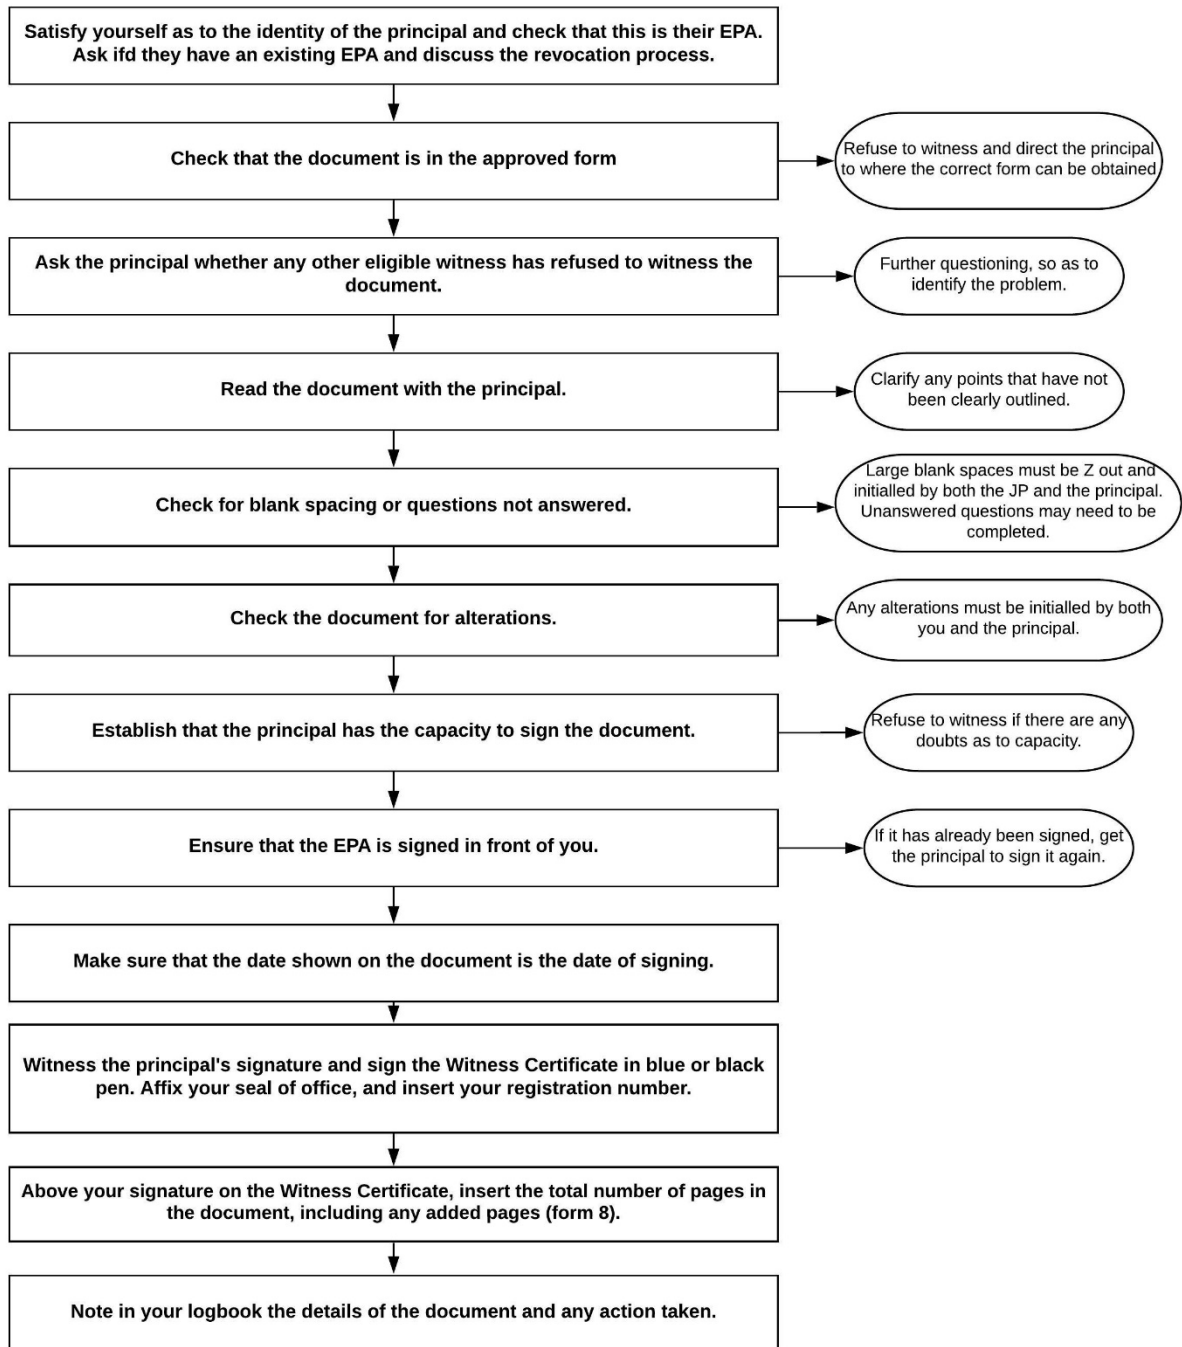 Satisfy yourself as to the identity of the principal and check that this is their EPA.
Ask ifd they have an existing EPA and discuss the revocation process.
Check that the document is in the approved form
Refuse to witness and direct the principal
to where the correct form can be obtained
Ask the principal whether any other eligible witness has refused to witness the
document.
Further questioning, so as to
identify the problem.
Read the document with the principal.
Clarify any points that have not
been clearly outlined.
Check for blank spacing or questions not answered.
Large blank spaces must be Z out and
initialled by both the JP and the principal.
Unanswered questions may need to be
completed.
Check the document for alterations.
Any alterations must be initialled by both
you and the principal.
Establish that the principal has the capacity to sign the document.
Refuse to witness if there are any
doubts as to capacity.
Ensure that the EPA is signed in front of you.
If it has already been signed, get
the principal to sign it again.
Make sure that the date shown on the document is the date of signing.
Witness the principal's signature and sign the Witness Certificate in blue or black
pen. Affix your seal of office, and insert your registration number.
Above your signature on the Witness Certificate, insert the total number of pages in
the document, including any added pages (form 8).
Note in your logbook the details of the document and any action taken.